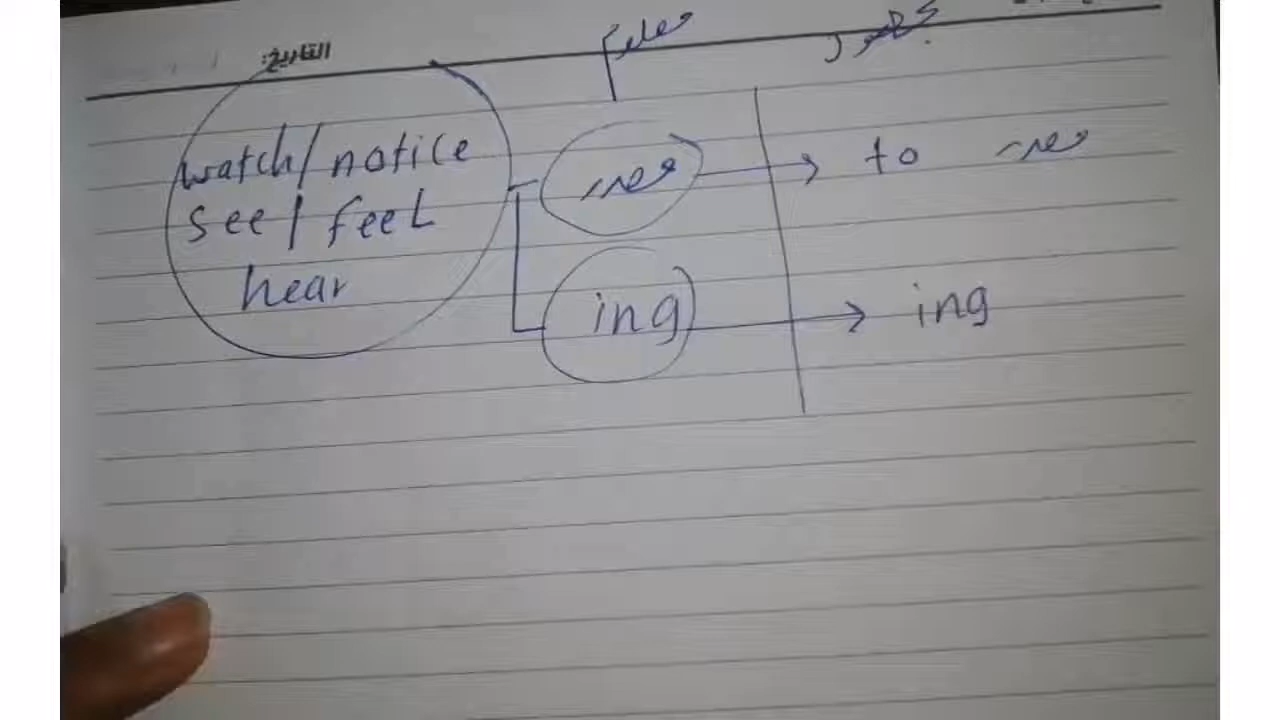 التاريخ:
معلوم مجهول
watch/notice مصدر → to مصدر
see/feel
hear ing → ing